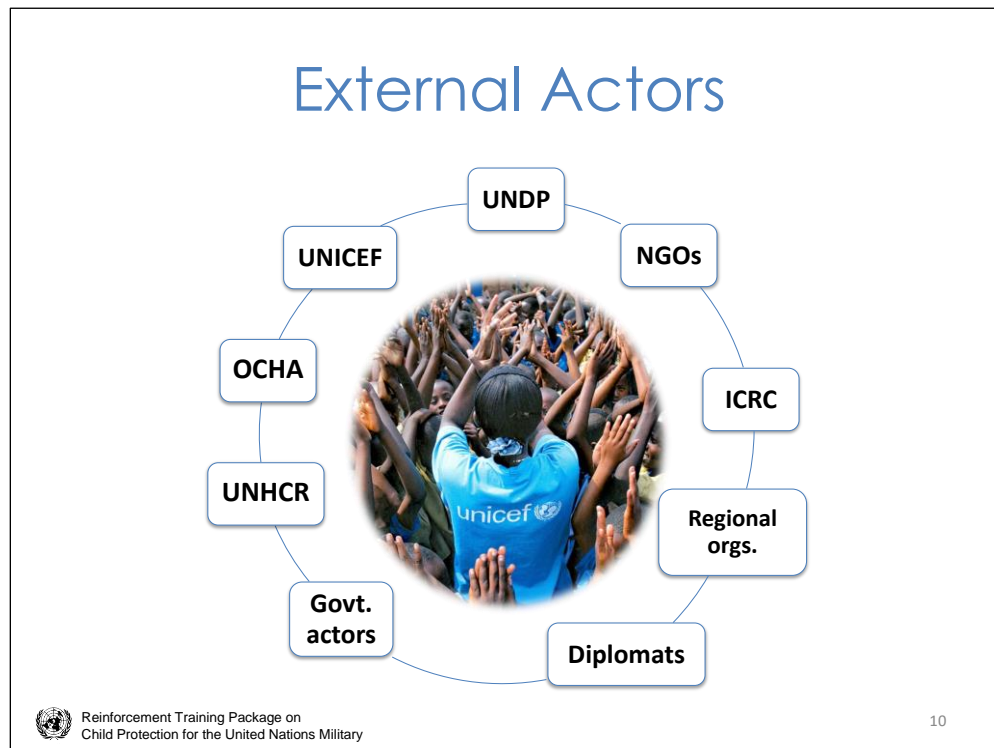 External Actors
UNDP
UNICEF
NGOs
OCHA
ICRC
UNHCR
Regional
orgs.
Govt.
actors
Diplomats
unicef
Reinforcement Training Package on
Child Protection for the United Nations Military
10